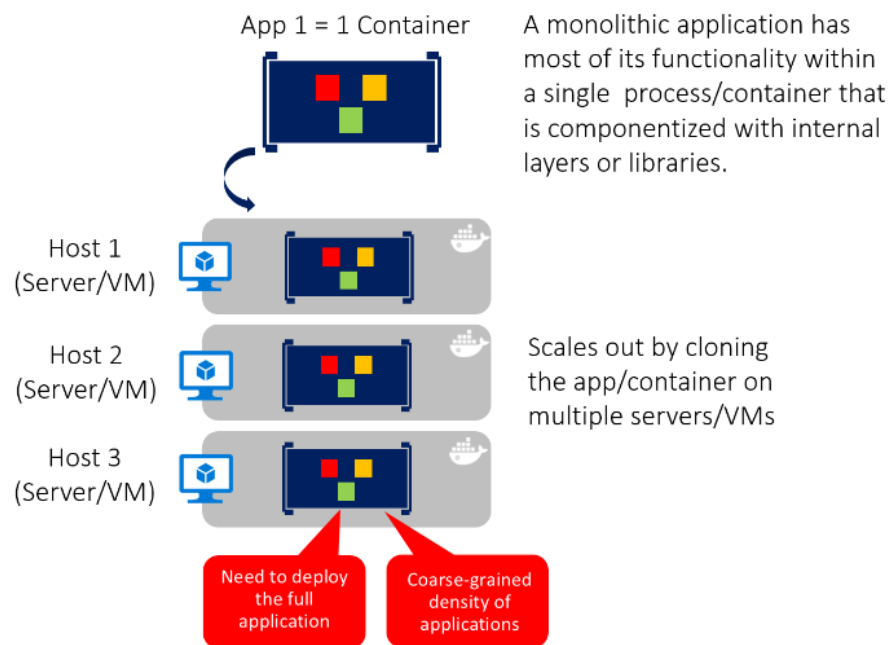 App 1 = 1 Container
A monolithic application has
most of its functionality within
a single process/container that
is componentized with internal
layers or libraries.
Host 1
(Server/VM)
Host 2
(Server/VM)
Scales out by cloning
the app/container on
multiple servers/VMs
Host 3
(Server/VM)
Need to deploy
the full
application
Coarse-grained
density of
applications